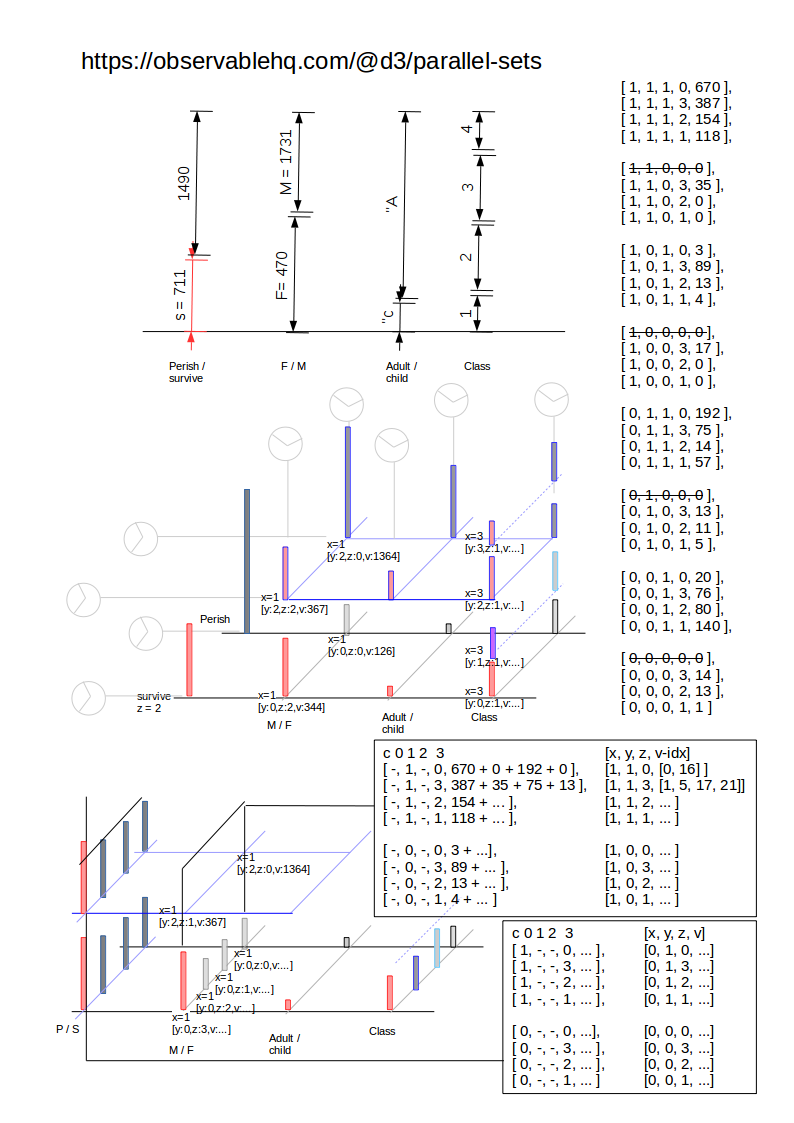 https://observablehq.com/@d3/parallel-sets
[ 1, 1, 1, 0, 670 ],
[ 1, 1, 1, 3, 387 ],
[ 1, 1, 1, 2, 154 ],
[ 1, 1, 1, 1, 118 ],
[ 1, 1, 0, 0, 0 ],
[ 1, 1, 0, 3, 35 ],
[ 1, 1, 0, 2, 0 ],
[ 1, 1, 0, 1, 0 ],
[ 1, 0, 1, 0, 3 ],
[ 1, 0, 1, 3, 89 ],
[ 1, 0, 1, 2, 13 ],
[ 1, 0, 1, 1, 4 ],
[ 1, 0, 0, 0, 0 ],
[ 1, 0, 0, 3, 17 ],
[ 1, 0, 0, 2, 0 ],
[ 1, 0, 0, 1, 0 ],
[ 0, 1, 1, 0, 192 ],
[ 0, 1, 1, 3, 75 ],
[ 0, 1, 1, 2, 14 ],
[ 0, 1, 1, 1, 57 ],
[ 0, 1, 0, 0, 0 ],
[ 0, 1, 0, 3, 13 ],
[ 0, 1, 0, 2, 11 ],
[ 0, 1, 0, 1, 5 ],
[ 0, 0, 1, 0, 20 ],
[ 0, 0, 1, 3, 76 ],
[ 0, 0, 1, 2, 80 ],
[ 0, 0, 1, 1, 140 ],
[ 0, 0, 0, 0, 0 ],
[ 0, 0, 0, 3, 14 ],
[ 0, 0, 0, 2, 13 ],
[ 0, 0, 0, 1, 1 ]
1490
s = 711
M = 1731
F= 470
"A
"c
4
3
2
1
Perish /
survive
F / M
Adult /
child
Class
x=1
[y:2,z:0,v:1364]
x=3
[y:2,z:1,v:...]
x=1
[y:2,z:2,v:367]
x=3
[y:2,z:1,v:...]
Perish
x=1
[y:0,z:0,v:126]
x=3
[y:1,z:1,v:...]
survive
z = 2
x=1
[y:0,z:2,v:344]
x=3
[y:0,z:1,v:...]
M / F
Adult /
child
Class
c 0 1 2 3 [x, y, z, v-idx]
[ -, 1, -, 0, 670 + 0 + 192 + 0 ], [1, 1, 0, [0, 16] ]
[ -, 1, -, 3, 387 + 35 + 75 + 13 ], [1, 1, 3, [1, 5, 17, 21]]
[ -, 1, -, 2, 154 + ... ], [1, 1, 2, ... ]
[ -, 1, -, 1, 118 + ... ], [1, 1, 1, ... ]
[ -, 0, -, 0, 3 + ...], [1, 0, 0, ... ]
[ -, 0, -, 3, 89 + ... ], [1, 0, 3, ... ]
[ -, 0, -, 2, 13 + ... ], [1, 0, 2, ... ]
[ -, 0, -, 1, 4 + ... ] [1, 0, 1, ... ]
x=1
[y:2,z:0,v:1364]
x=1
[y:2,z:1,v:367]
x=1
[y:0,z:0,v:...]
x=1
[y:0,z:1,v:...]
x=1
[y:0,z:2,v:...]
x=1
[y:0,z:3,v:...]
P / S
M / F
Adult /
child
Class
c 0 1 2 3 [x, y, z, v]
[ 1, -, -, 0, ... ], [0, 1, 0, ...]
[ 1, -, -, 3, ... ], [0, 1, 3, ...]
[ 1, -, -, 2, ... ], [0, 1, 2, ...]
[ 1, -, -, 1, ... ], [0, 1, 1, ...]
[ 0, -, -, 0, ...], [0, 0, 0, ...]
[ 0, -, -, 3, ... ], [0, 0, 3, ...]
[ 0, -, -, 2, ... ], [0, 0, 2, ...]
[ 0, -, -, 1, ... ] [0, 0, 1, ...]